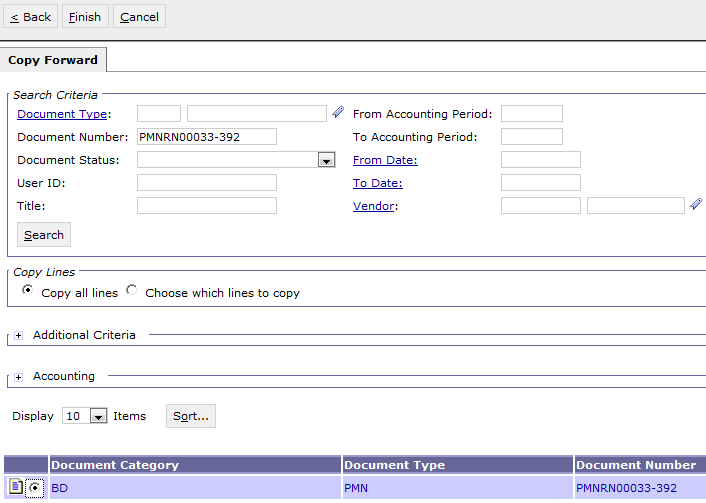 < Back Finish Cancel
Copy Forward
Search Criteria
Document Type: From Accounting Period:
Document Number: PMNRN00033-392 To Accounting Period:
Document Status: From Date:
User ID: To Date:
Title: Vendor:
Search
Copy Lines
Copy all lines Choose which lines to copy
Additional Criteria
Accounting
Display 10 Items Sort...
Document Category Document Type Document Number
BD PMN PMNRN00033-392